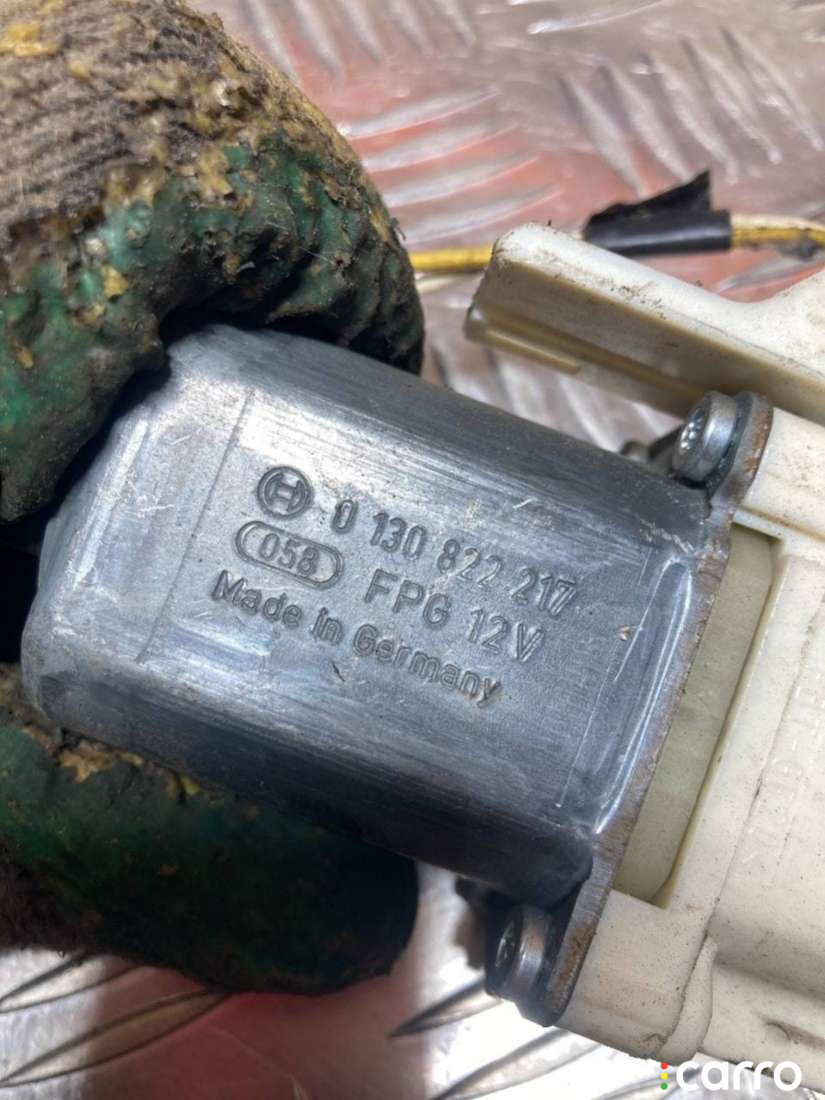 0 130 822 217
058 FPG 12V
Made in Germany
carro